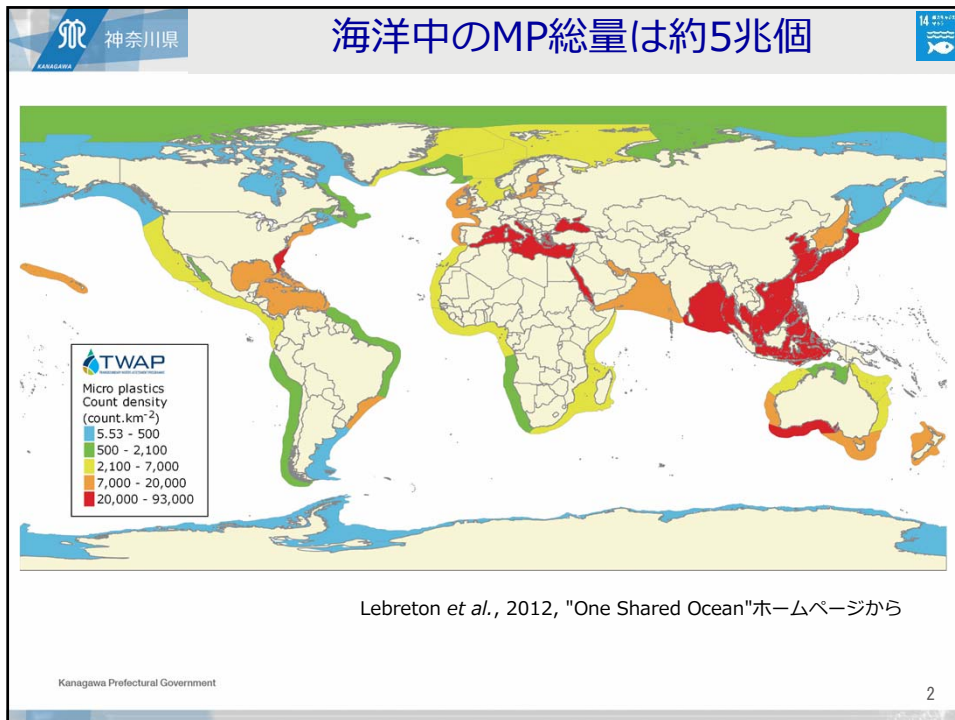 神奈川県
KANAGAWA
海洋中のMP総量は約5兆個
14
TWAP
Micro plastics
Count density
(count.km⁻²)
5.53 - 500
500 - 2,100
2,100 - 7,000
7,000 - 20,000
20,000 - 93,000
Lebreton et al., 2012, "One Shared Ocean"ホームページから
Kanagawa Prefectural Government
2